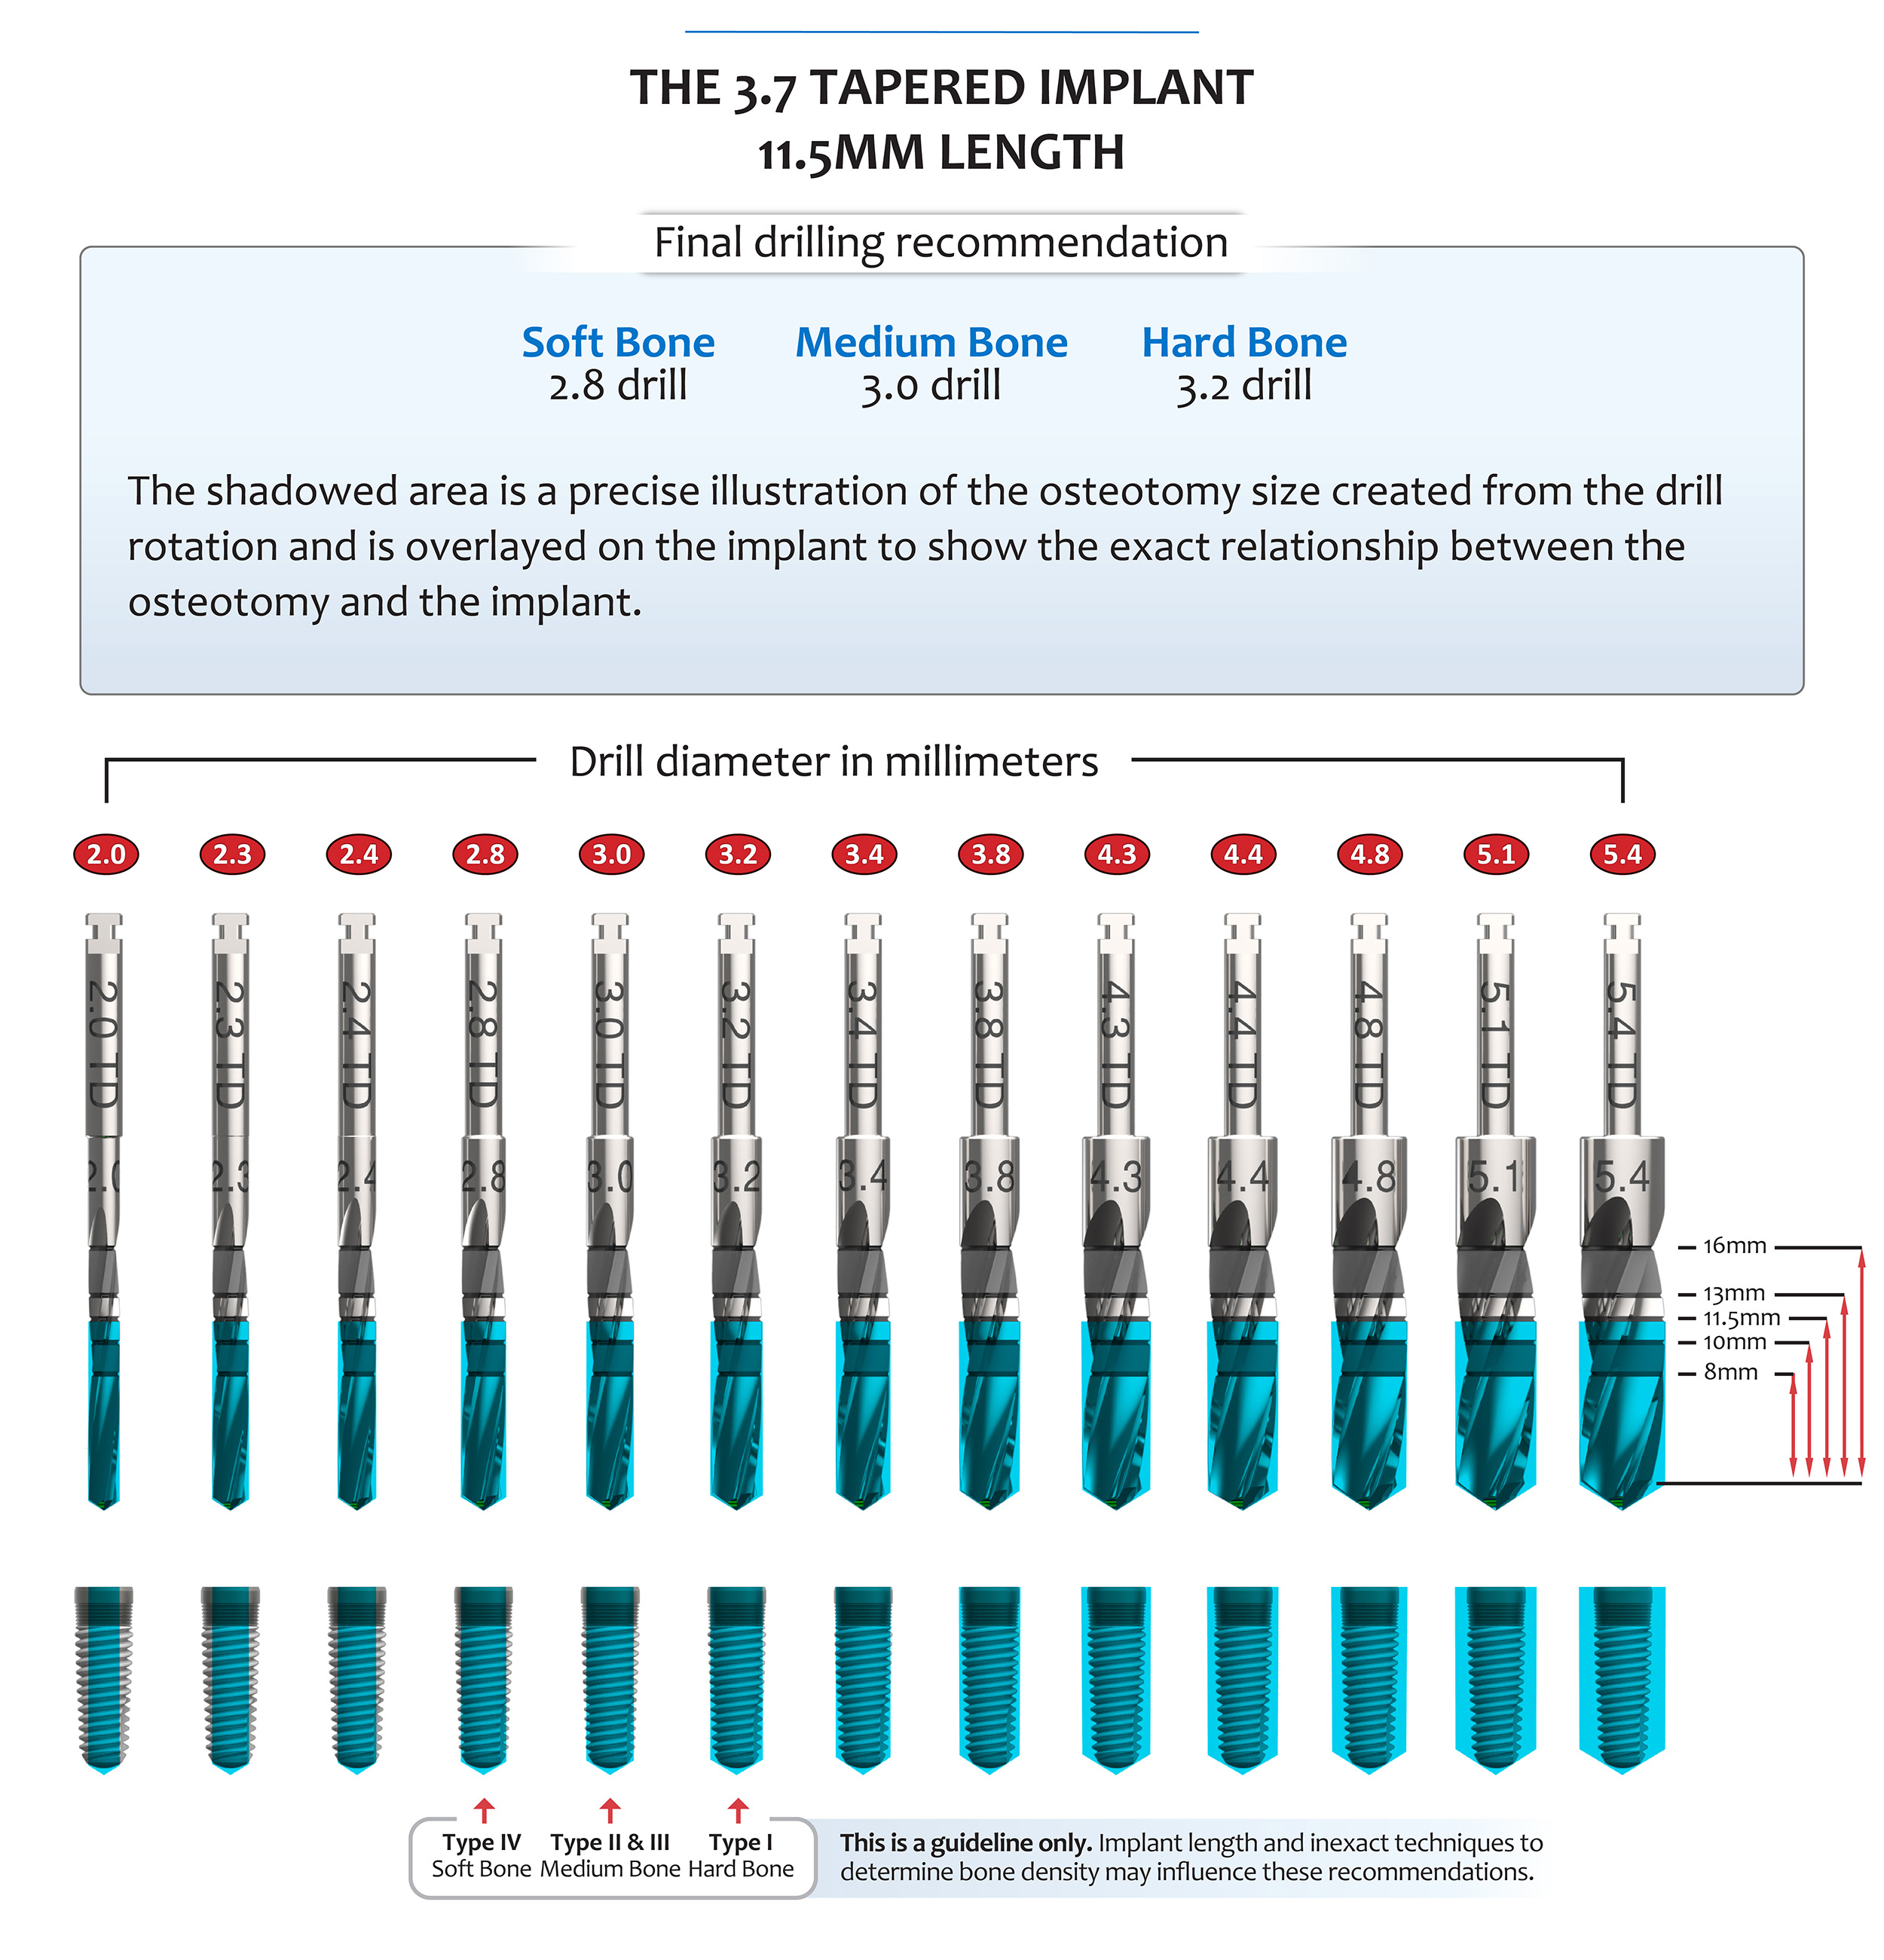 THE 3.7 TAPERED IMPLANT
11.5MM LENGTH
Final drilling recommendation
Soft Bone Medium Bone Hard Bone
2.8 drill 3.0 drill 3.2 drill
The shadowed area is a precise illustration of the osteotomy size created from the drill
rotation and is overlayed on the implant to show the exact relationship between the
osteotomy and the implant.
Drill diameter in millimeters
2.0 2.3 2.4 2.8 3.0 3.2 3.4 3.8 4.3 4.4 4.8 5.1 5.4
2.0 TD 2.3 TD 2.4 TD 2.8 TD 3.0 TD 3.2 TD 3.4 TD 3.8 TD 4.3 TD 4.4 TD 4.8 TD 5.1 TD 5.4 TD
2.0 2.3 2.4 2.8 3.0 3.2 3.4 3.8 4.3 4.4 4.8 5.1 5.4
16mm
13mm
11.5mm
10mm
8mm
Type IV Type II & III Type I
Soft Bone Medium Bone Hard Bone
This is a guideline only. Implant length and inexact techniques to
determine bone density may influence these recommendations.